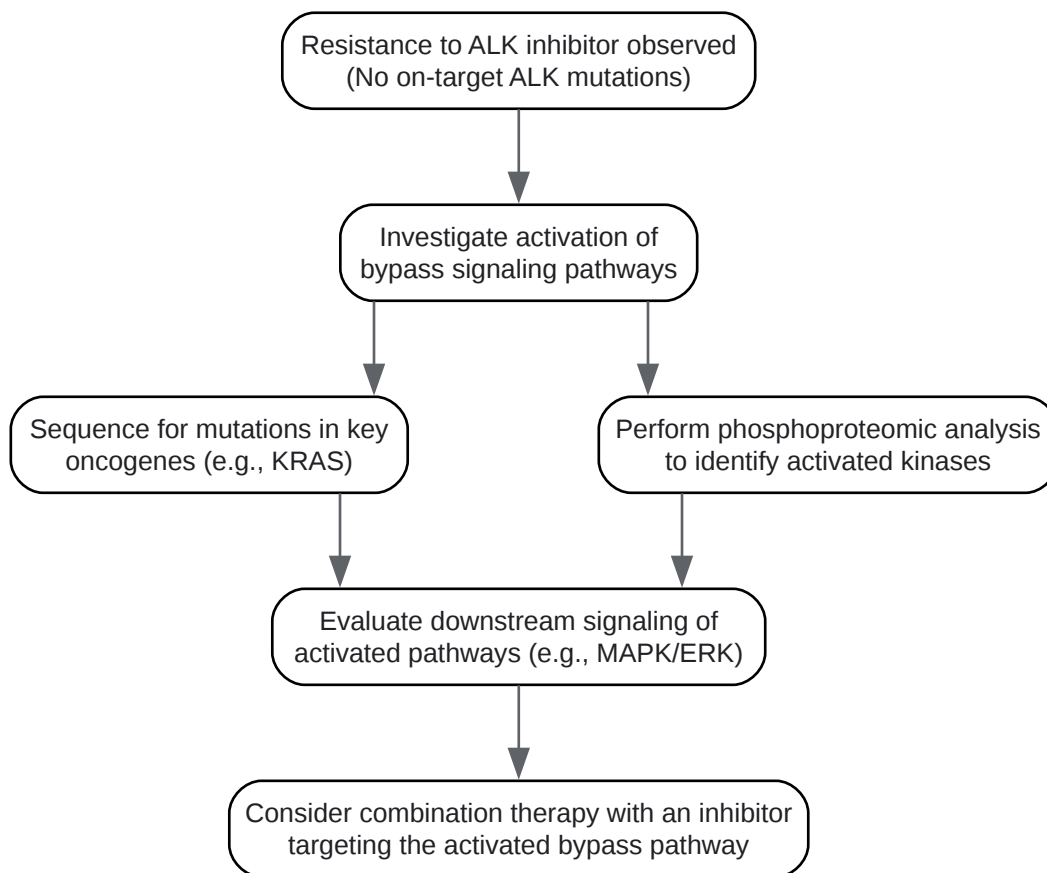 Resistance to ALK inhibitor observed
(No on-target ALK mutations)
Investigate activation of
bypass signaling pathways
Sequence for mutations in key
oncogenes (e.g., KRAS)
Perform phosphoproteomic analysis
to identify activated kinases
Evaluate downstream signaling of
activated pathways (e.g., MAPK/ERK)
Consider combination therapy with an inhibitor
targeting the activated bypass pathway